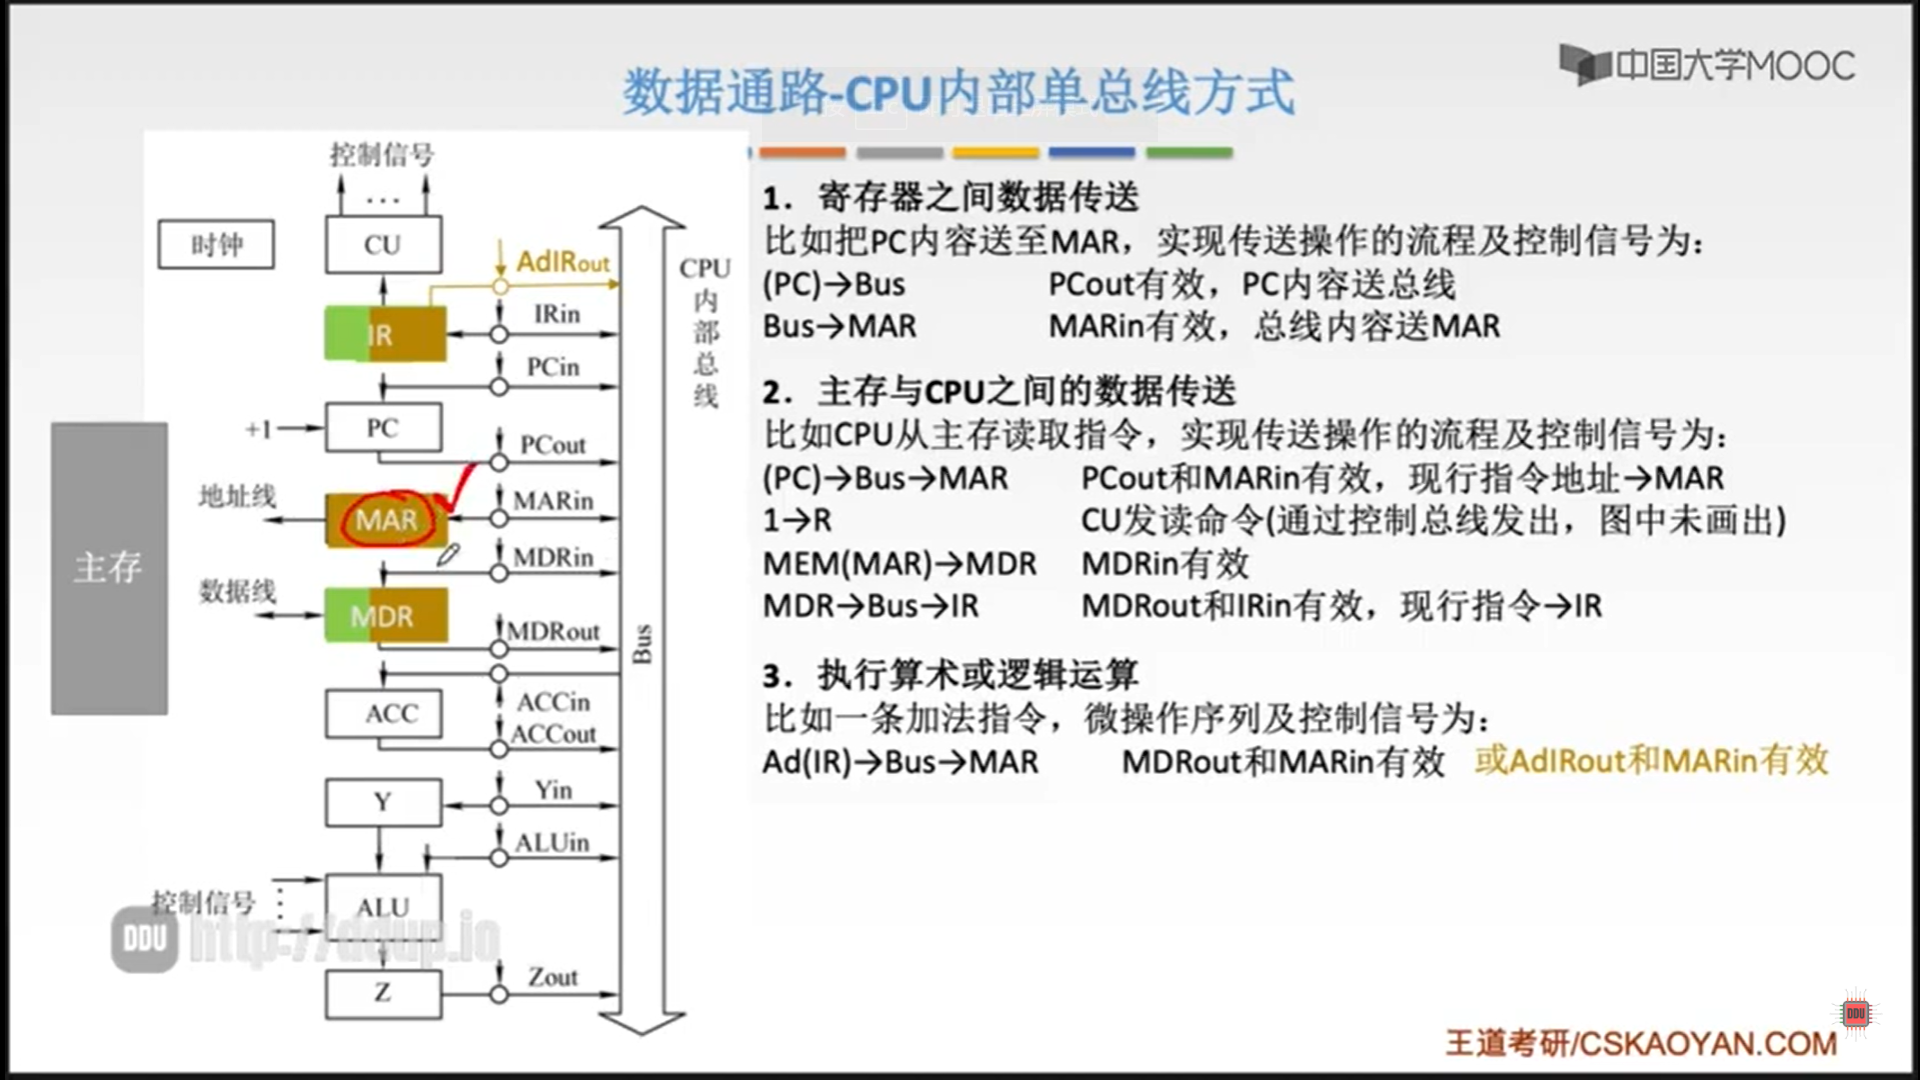 中国大学MOOC
数据通路-CPU内部单总线方式
控制信号
...
时钟
CU
AdIRout
CPU内部总线
IR
IRin
PCin
+1
PC
PCout
地址线
MAR
MARin
主存
MDRin
数据线
MDR
MDRout
Bus
ACC
ACCin
ACCout
Y
Yin
ALUin
控制信号
ALU
Z
Zout
DDU http://ddup.io
1. 寄存器之间数据传送
比如把PC内容送至MAR，实现传送操作的流程及控制信号为：
(PC)→Bus PCout有效，PC内容送总线
Bus→MAR MARin有效，总线内容送MAR
2. 主存与CPU之间的数据传送
比如CPU从主存读取指令，实现传送操作的流程及控制信号为：
(PC)→Bus→MAR PCout和MARin有效，现行指令地址→MAR
1→R CU发读命令(通过控制总线发出，图中未画出)
MEM(MAR)→MDR MDRin有效
MDR→Bus→IR MDRout和IRin有效，现行指令→IR
3. 执行算术或逻辑运算
比如一条加法指令，微操作序列及控制信号为：
Ad(IR)→Bus→MAR MDRout和MARin有效 或AdIRout和MARin有效
DDU
王道考研/CSKAOYAN.COM